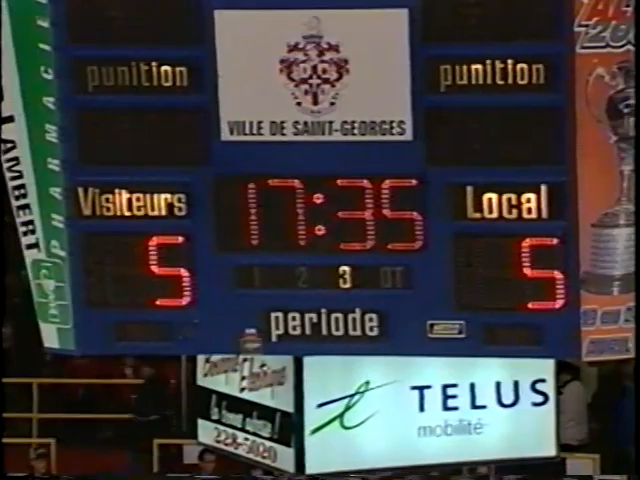 punition
punition
VILLE DE SAINT-GEORGES
LAMBERT
PHARMACIE
Visiteurs
17:35
Local
5
1 2 3 OT
5
periode
TELUS
mobilité
228-5020